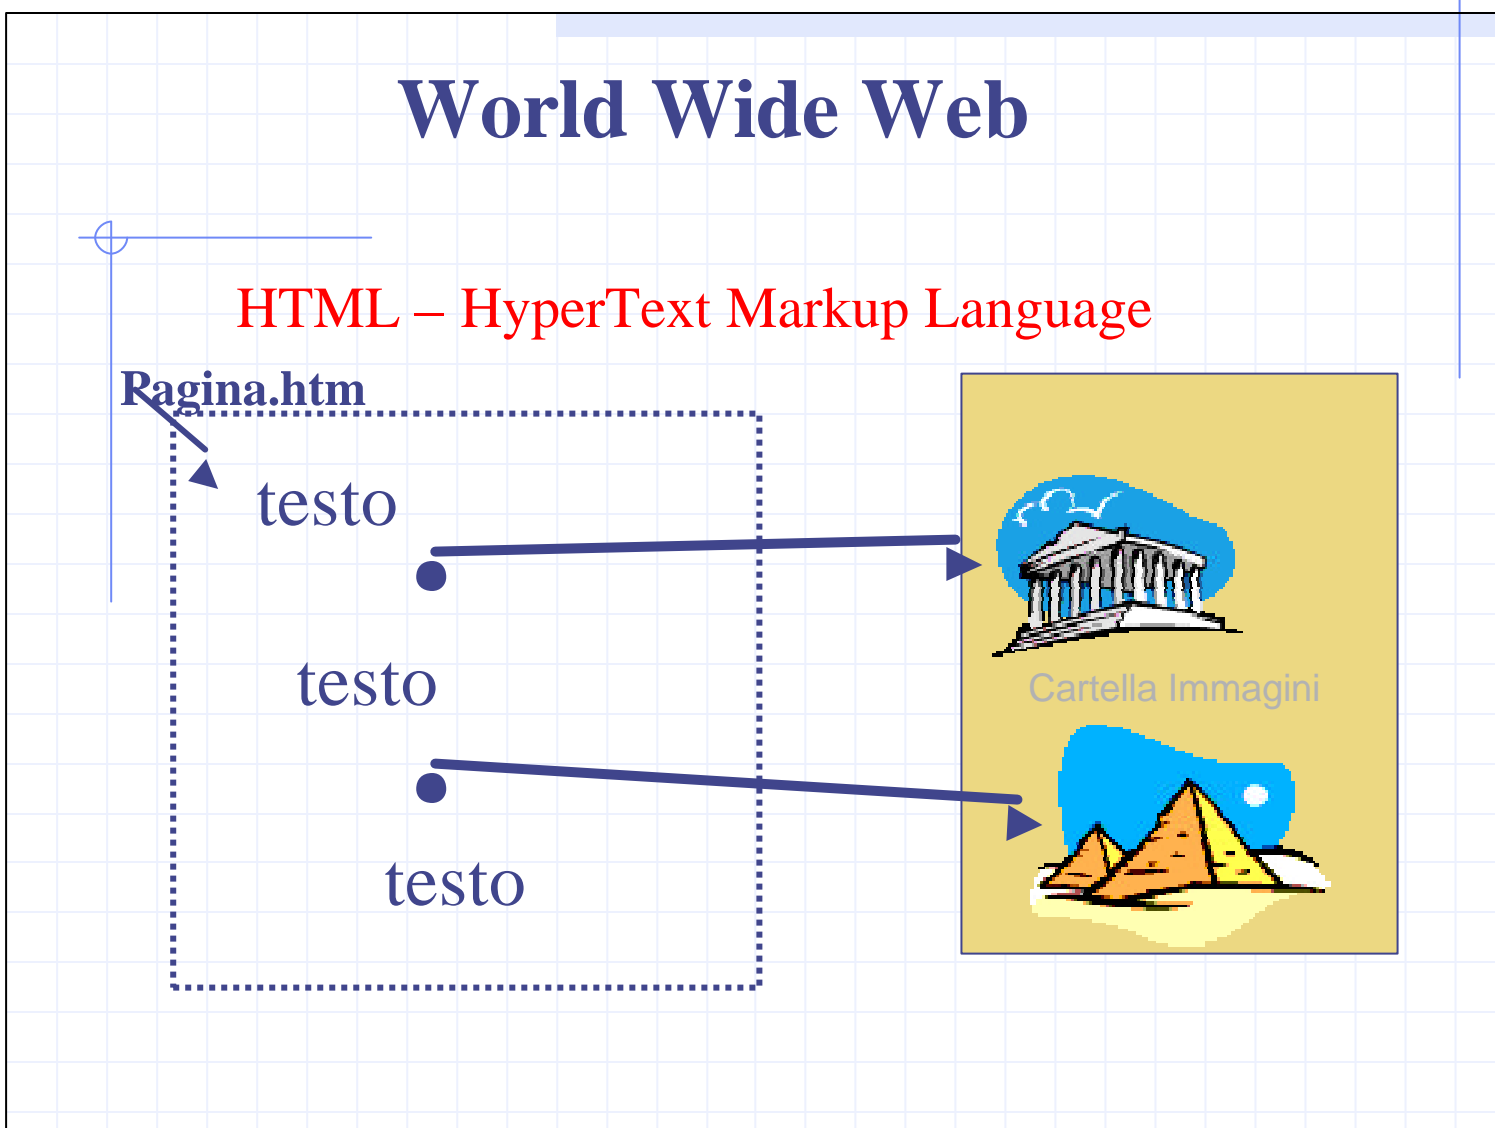 World Wide Web
HTML – HyperText Markup Language
Pagina.htm
testo
testo
Cartella Immagini
testo